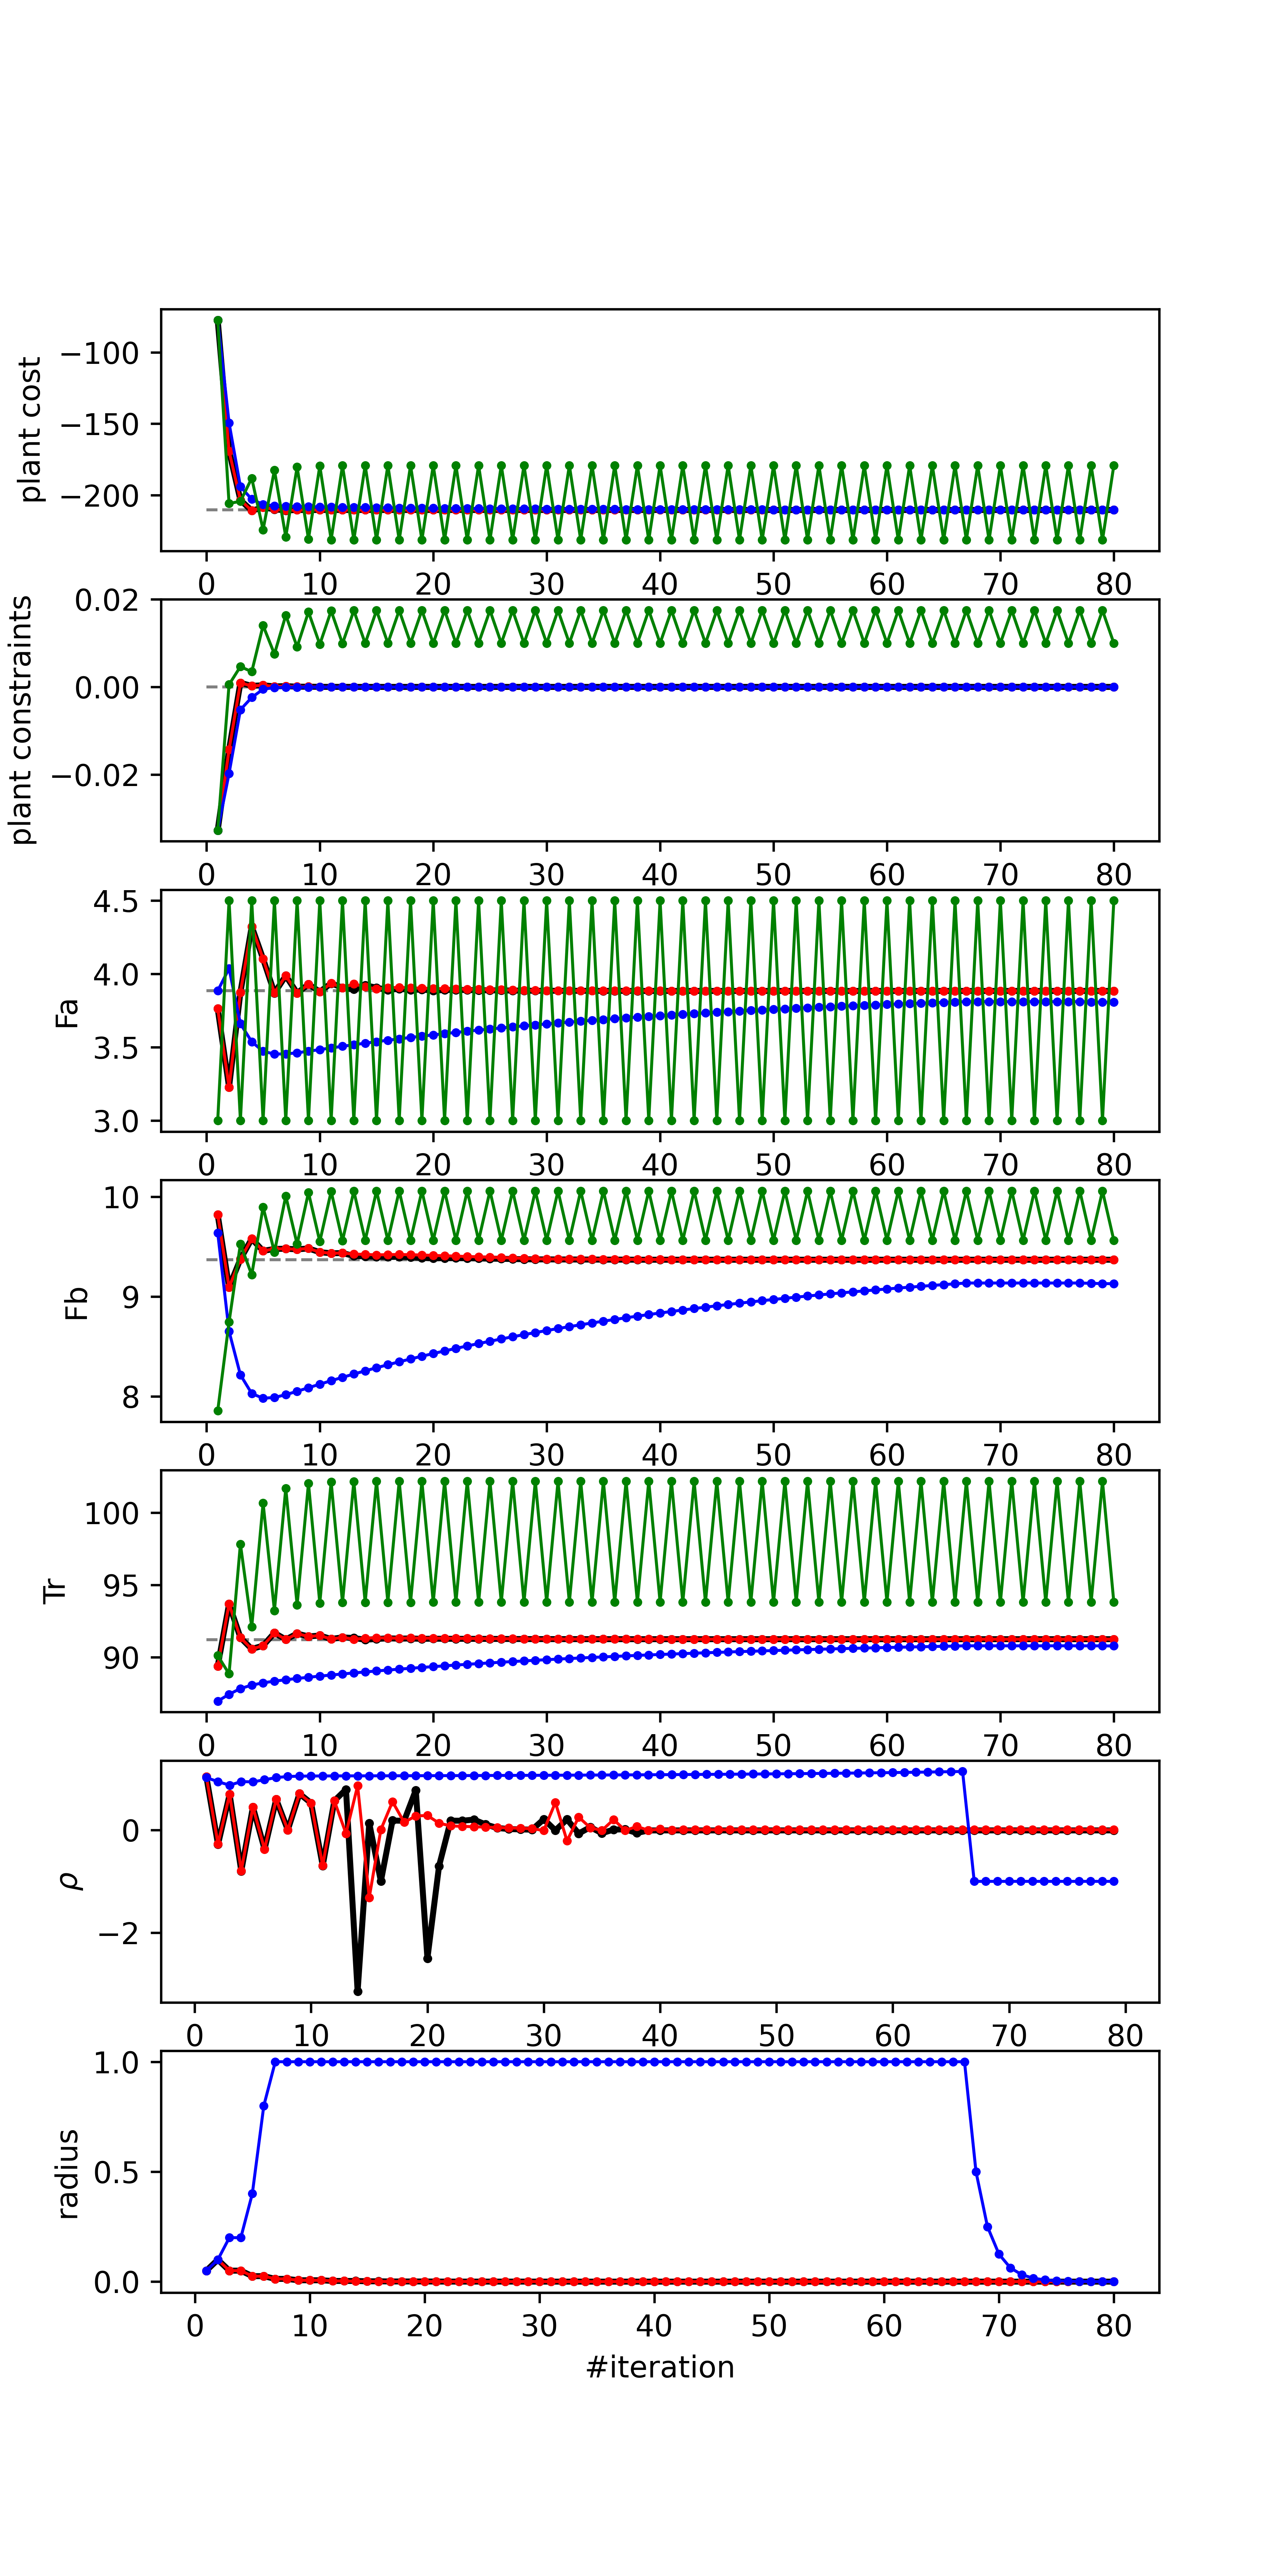 plant cost
−100
−150
−200
0 10 20 30 40 50 60 70 80
plant constraints
0.02
0.00
−0.02
0 10 20 30 40 50 60 70 80
Fa
4.5
4.0
3.5
3.0
0 10 20 30 40 50 60 70 80
Fb
10
9
8
0 10 20 30 40 50 60 70 80
Tr
100
95
90
0 10 20 30 40 50 60 70 80
ρ
0
−2
0 10 20 30 40 50 60 70 80
radius
1.0
0.5
0.0
0 10 20 30 40 50 60 70 80
#iteration